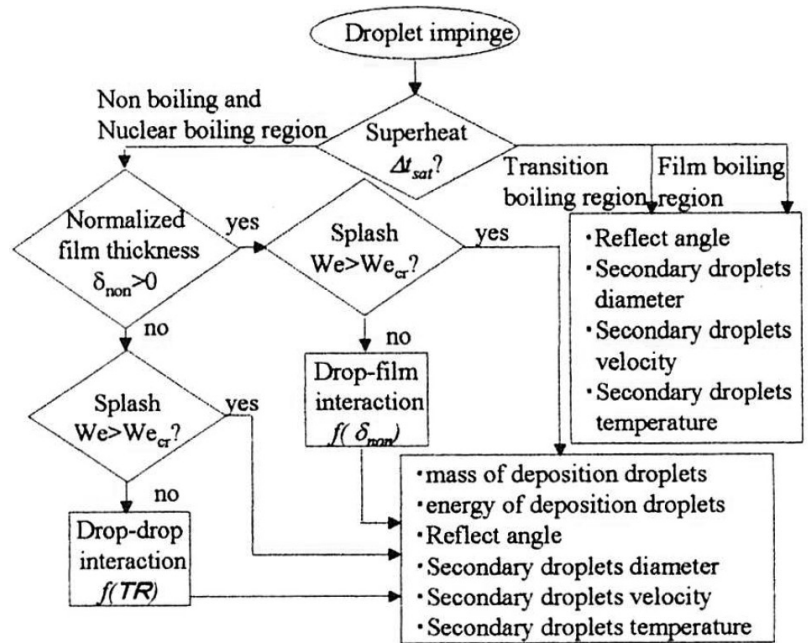 Droplet impinge
Non boiling and
Nuclear boiling region
Superheat
Δt_sat?
Transition
boiling region
Film boiling
region
Normalized
film thickness
δ_non>0
yes
Splash
We>We_cr?
yes
・Reflect angle
・Secondary droplets
diameter
・Secondary droplets
velocity
・Secondary droplets
temperature
no
no
Splash
We>We_cr?
yes
Drop-film
interaction
f(δ_non)
no
Drop-drop
interaction
f(TR)
・mass of deposition droplets
・energy of deposition droplets
・Reflect angle
・Secondary droplets diameter
・Secondary droplets velocity
・Secondary droplets temperature